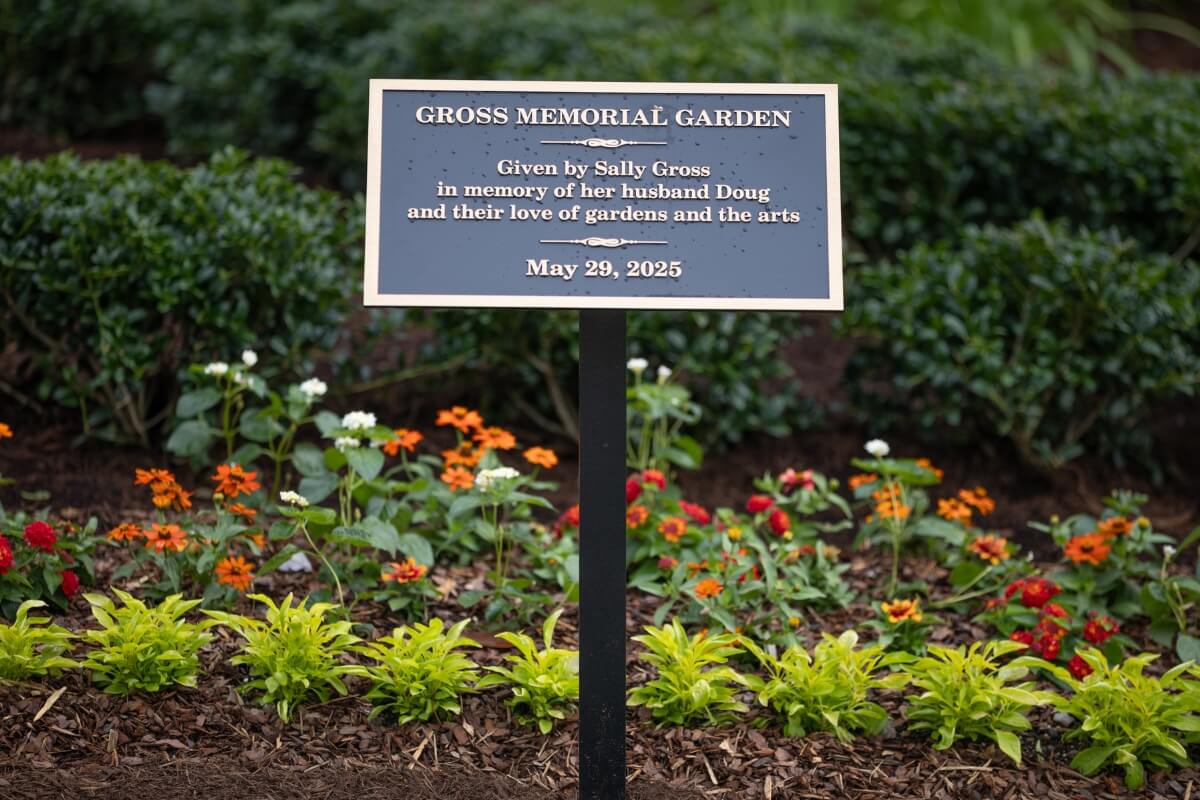 GROSS MEMORIAL GARDEN
Given by Sally Gross
in memory of her husband Doug
and their love of gardens and the arts
May 29, 2025